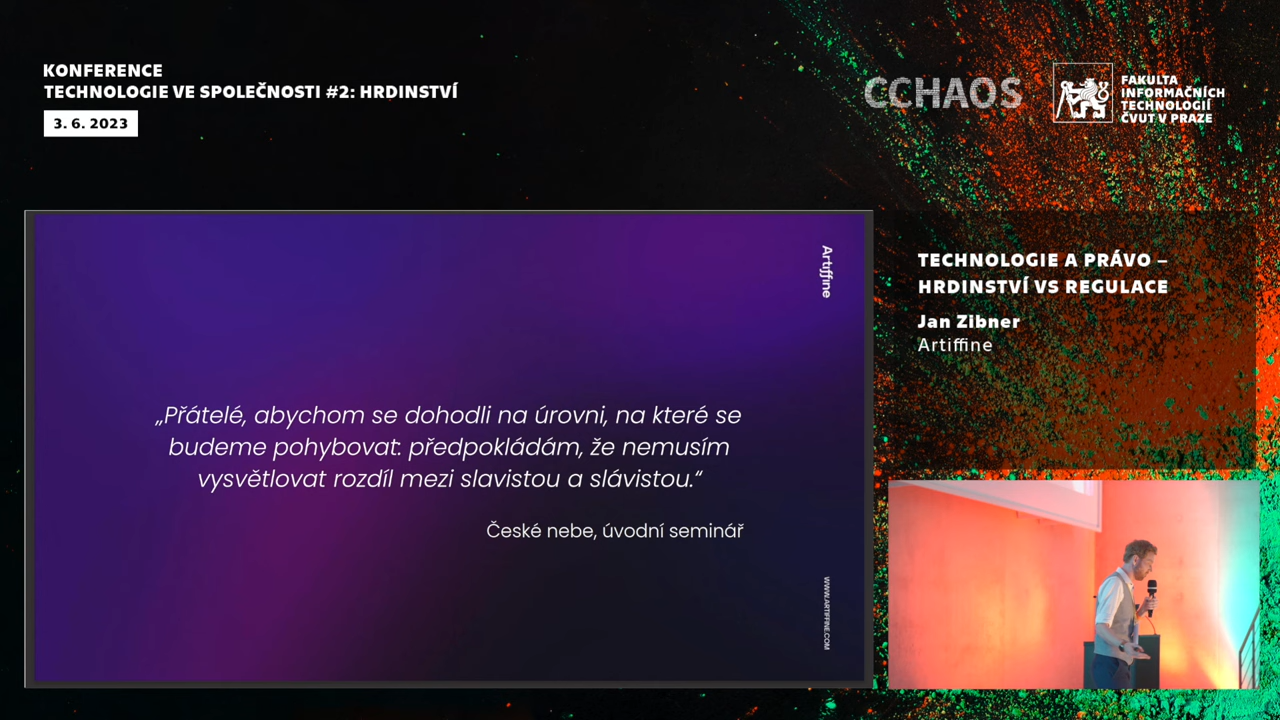 KONFERENCE
TECHNOLOGIE VE SPOLEČNOSTI #2: HRDINSTVÍ
3. 6. 2023
CCHAOS
FAKULTA
INFORMAČNÍCH
TECHNOLOGIÍ
ČVUT V PRAZE
Artiffine
„Přátelé, abychom se dohodli na úrovni, na které se
budeme pohybovat: předpokládám, že nemusím
vysvětlovat rozdíl mezi slavistou a slávistou.“
České nebe, úvodní seminář
WWW.ARTIFFINE.COM
TECHNOLOGIE A PRÁVO –
HRDINSTVÍ VS REGULACE
Jan Zibner
Artiffine